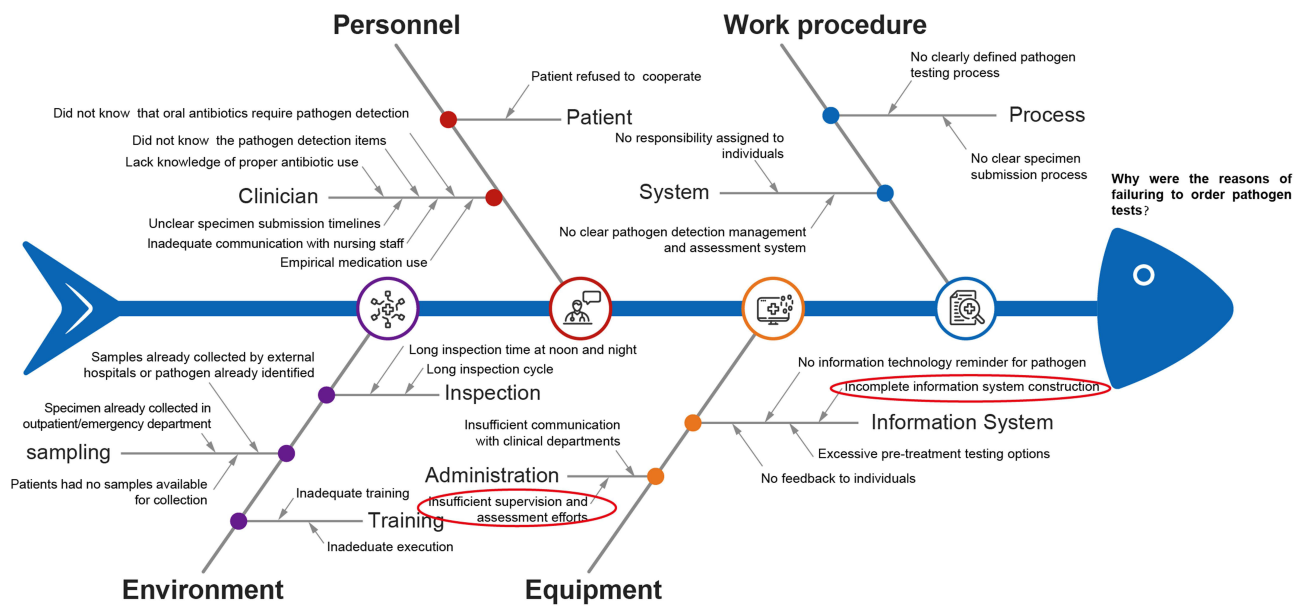 Personnel
Work procedure
Patient refused to cooperate
Did not know that oral antibiotics require pathogen detection
Patient
Did not know the pathogen detection items
Lack knowledge of proper antibiotic use
Clinician
Unclear specimen submission timelines
Inadequate communication with nursing staff
Empirical medication use
No clearly defined pathogen
testing process
Process
No responsibility assigned to
individuals
No clear specimen
submission process
System
No clear pathogen detection management
and assessment system
Why were the reasons of
failuring to order pathogen
tests?
Samples already collected by external
hospitals or pathogen already identified
Long inspection time at noon and night
Long inspection cycle
Inspection
Specimen already collected in
outpatient/emergency department
sampling
Patients had no samples available
for collection
Inadequate training
Training
Inadeduate execution
Environment
No information technology reminder for pathogen
Incomplete information system construction
Information System
Insufficient communication
with clinical departments
Excessive pre-treatment testing options
No feedback to individuals
Administration
Insufficient supervision and
assessment efforts
Equipment